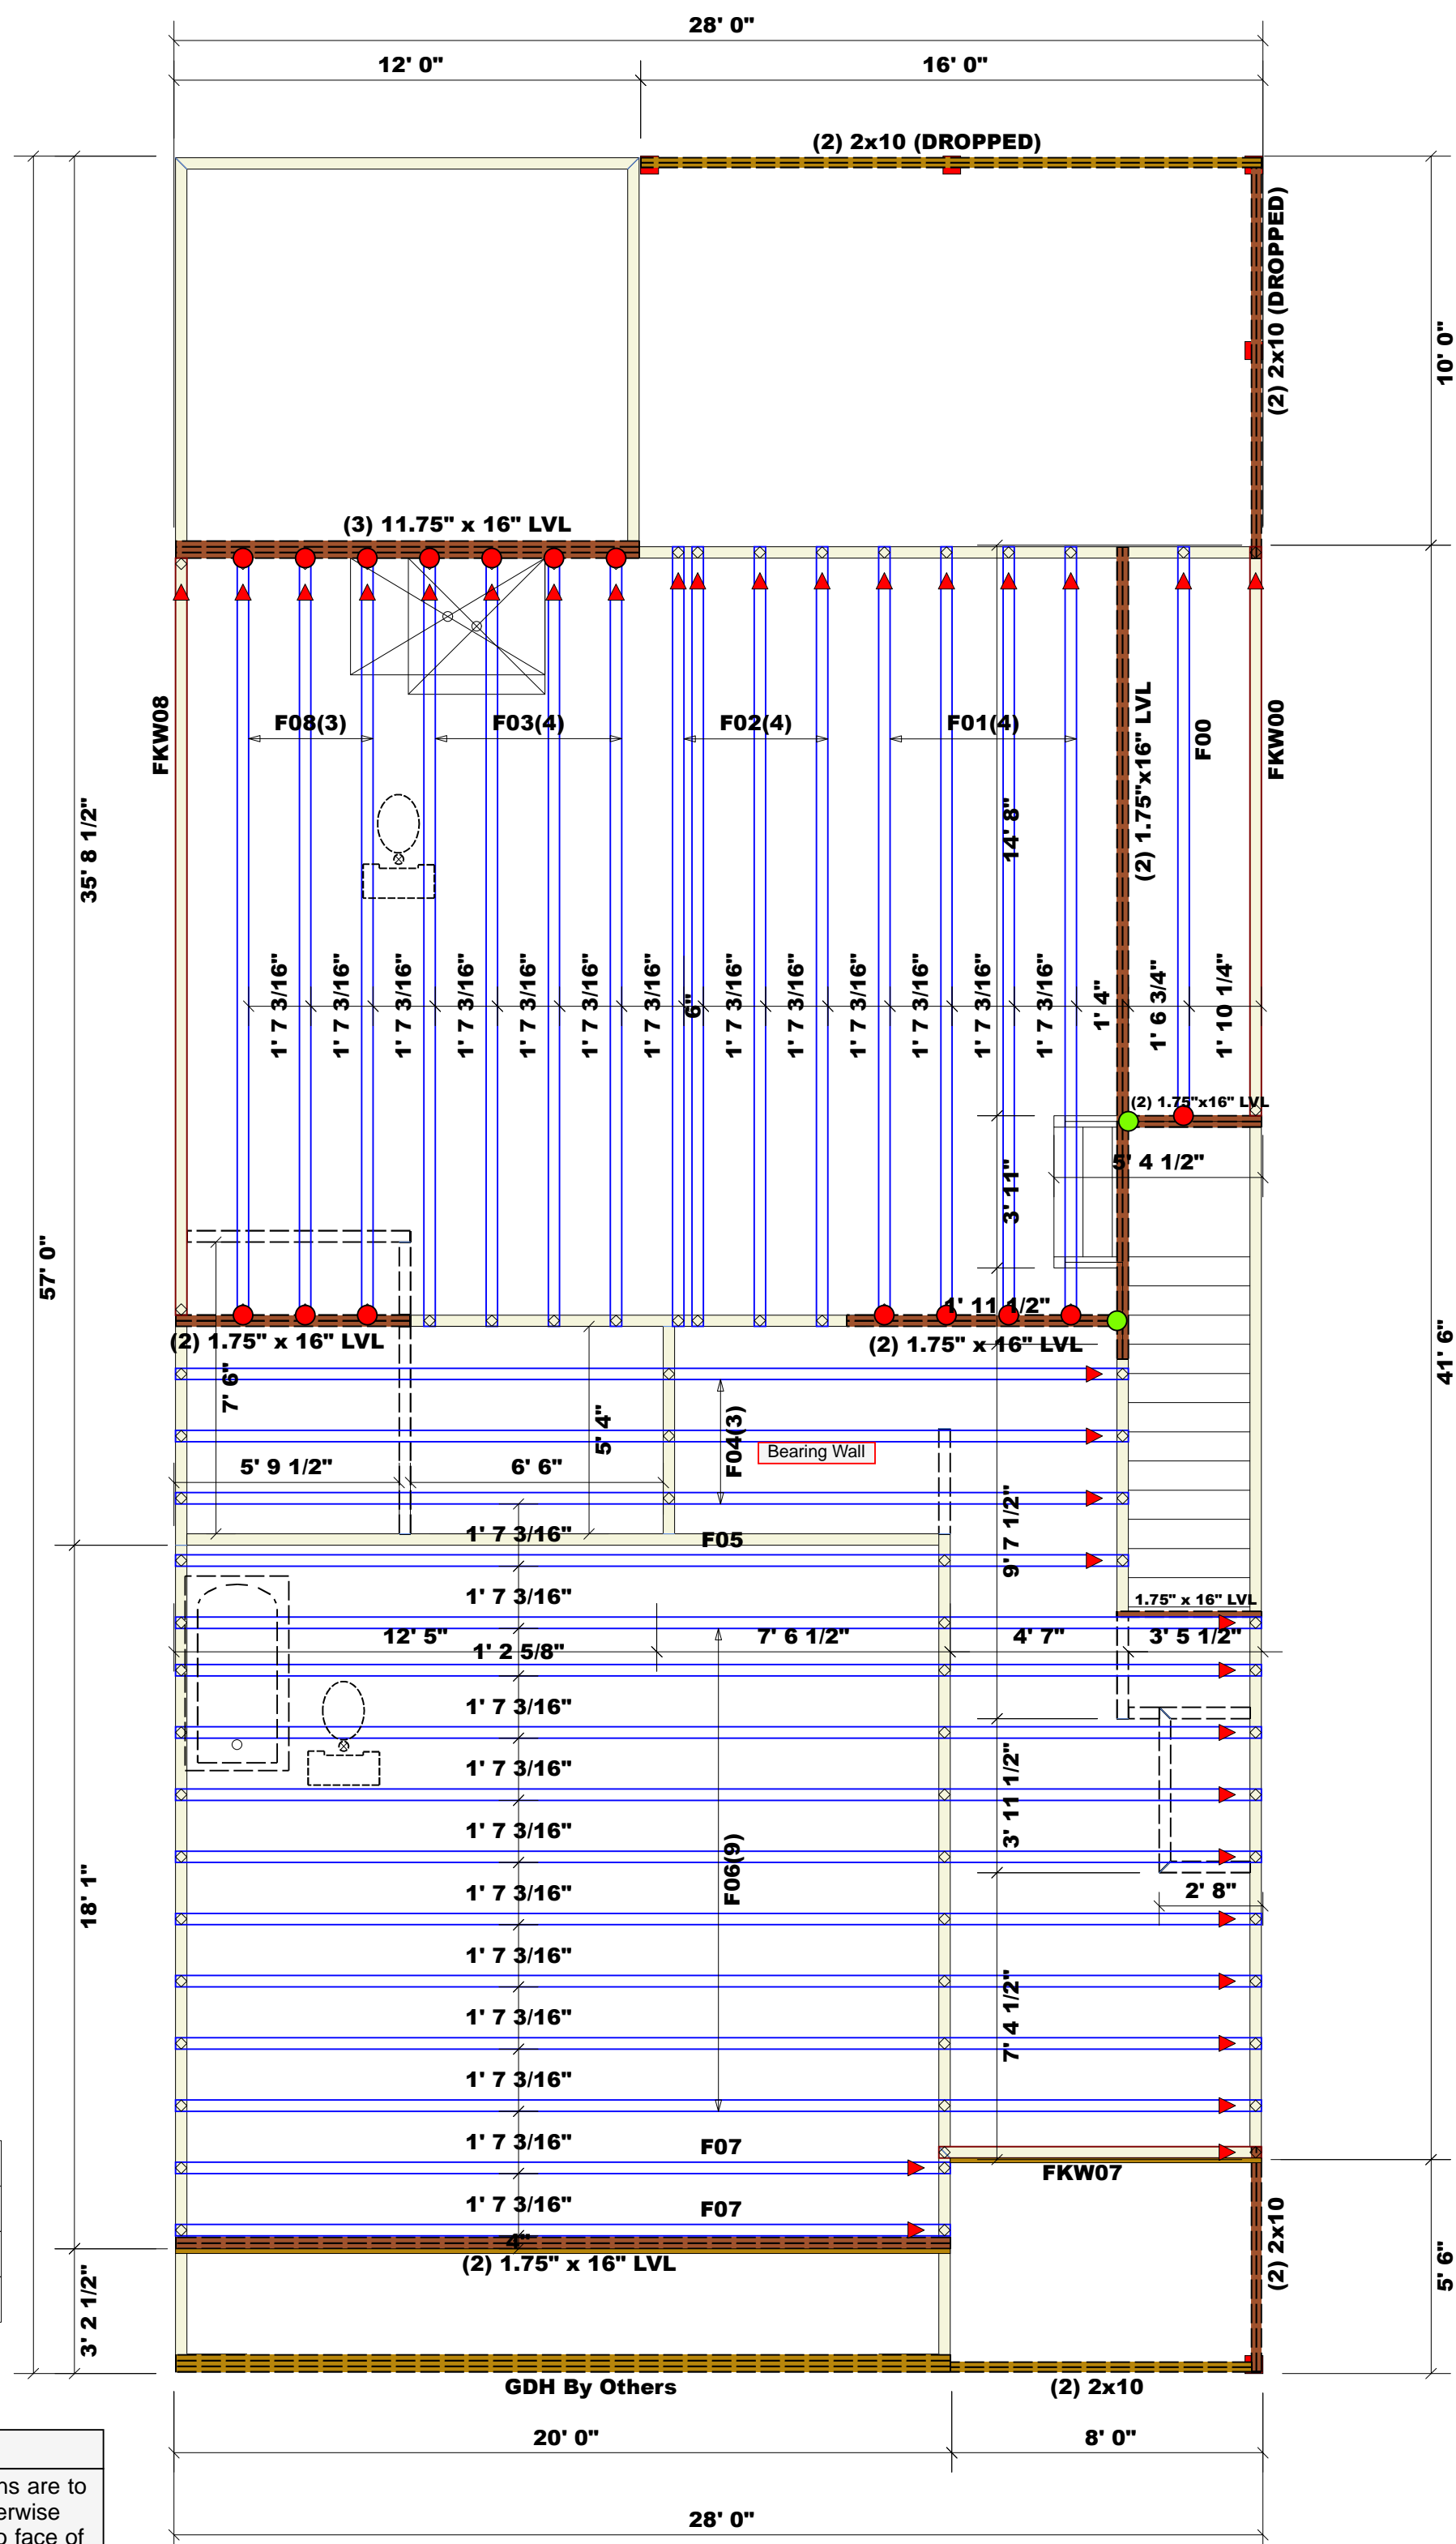 28' 0"
12' 0"
16' 0"
(2) 2x10 (DROPPED)
(2) 2x10 (DROPPED)
10' 0"
(3) 11.75" x 16" LVL
FKW08
F08(3)
F03(4)
F02(4)
F01(4)
(2) 1.75"x16" LVL
F00
FKW00
35' 8 1/2"
14' 8"
1' 7 3/16"
1' 7 3/16"
1' 7 3/16"
1' 7 3/16"
1' 7 3/16"
1' 7 3/16"
1' 7 3/16"
6"
1' 7 3/16"
1' 7 3/16"
1' 7 3/16"
1' 7 3/16"
1' 7 3/16"
1' 7 3/16"
1' 4"
1' 6 3/4"
1' 10 1/4"
(2) 1.75"x16" LVL
5' 4 1/2"
3' 11"
57' 0"
1' 11 1/2"
(2) 1.75" x 16" LVL
(2) 1.75" x 16" LVL
41' 6"
7' 6"
5' 4"
F04(3)
Bearing Wall
5' 9 1/2"
6' 6"
1' 7 3/16"
F05
9' 7 1/2"
1' 7 3/16"
1.75" x 16" LVL
12' 5"
7' 6 1/2"
4' 7"
3' 5 1/2"
1' 2 5/8"
1' 7 3/16"
1' 7 3/16"
3' 11 1/2"
1' 7 3/16"
F06(9)
18' 1"
1' 7 3/16"
2' 8"
1' 7 3/16"
1' 7 3/16"
7' 4 1/2"
1' 7 3/16"
1' 7 3/16"
F07
FKW07
1' 7 3/16"
F07
4"
(2) 1.75" x 16" LVL
(2) 2x10
3' 2 1/2"
5' 6"
GDH By Others
(2) 2x10
20' 0"
8' 0"
ns are to
erwise
o face of
28' 0"